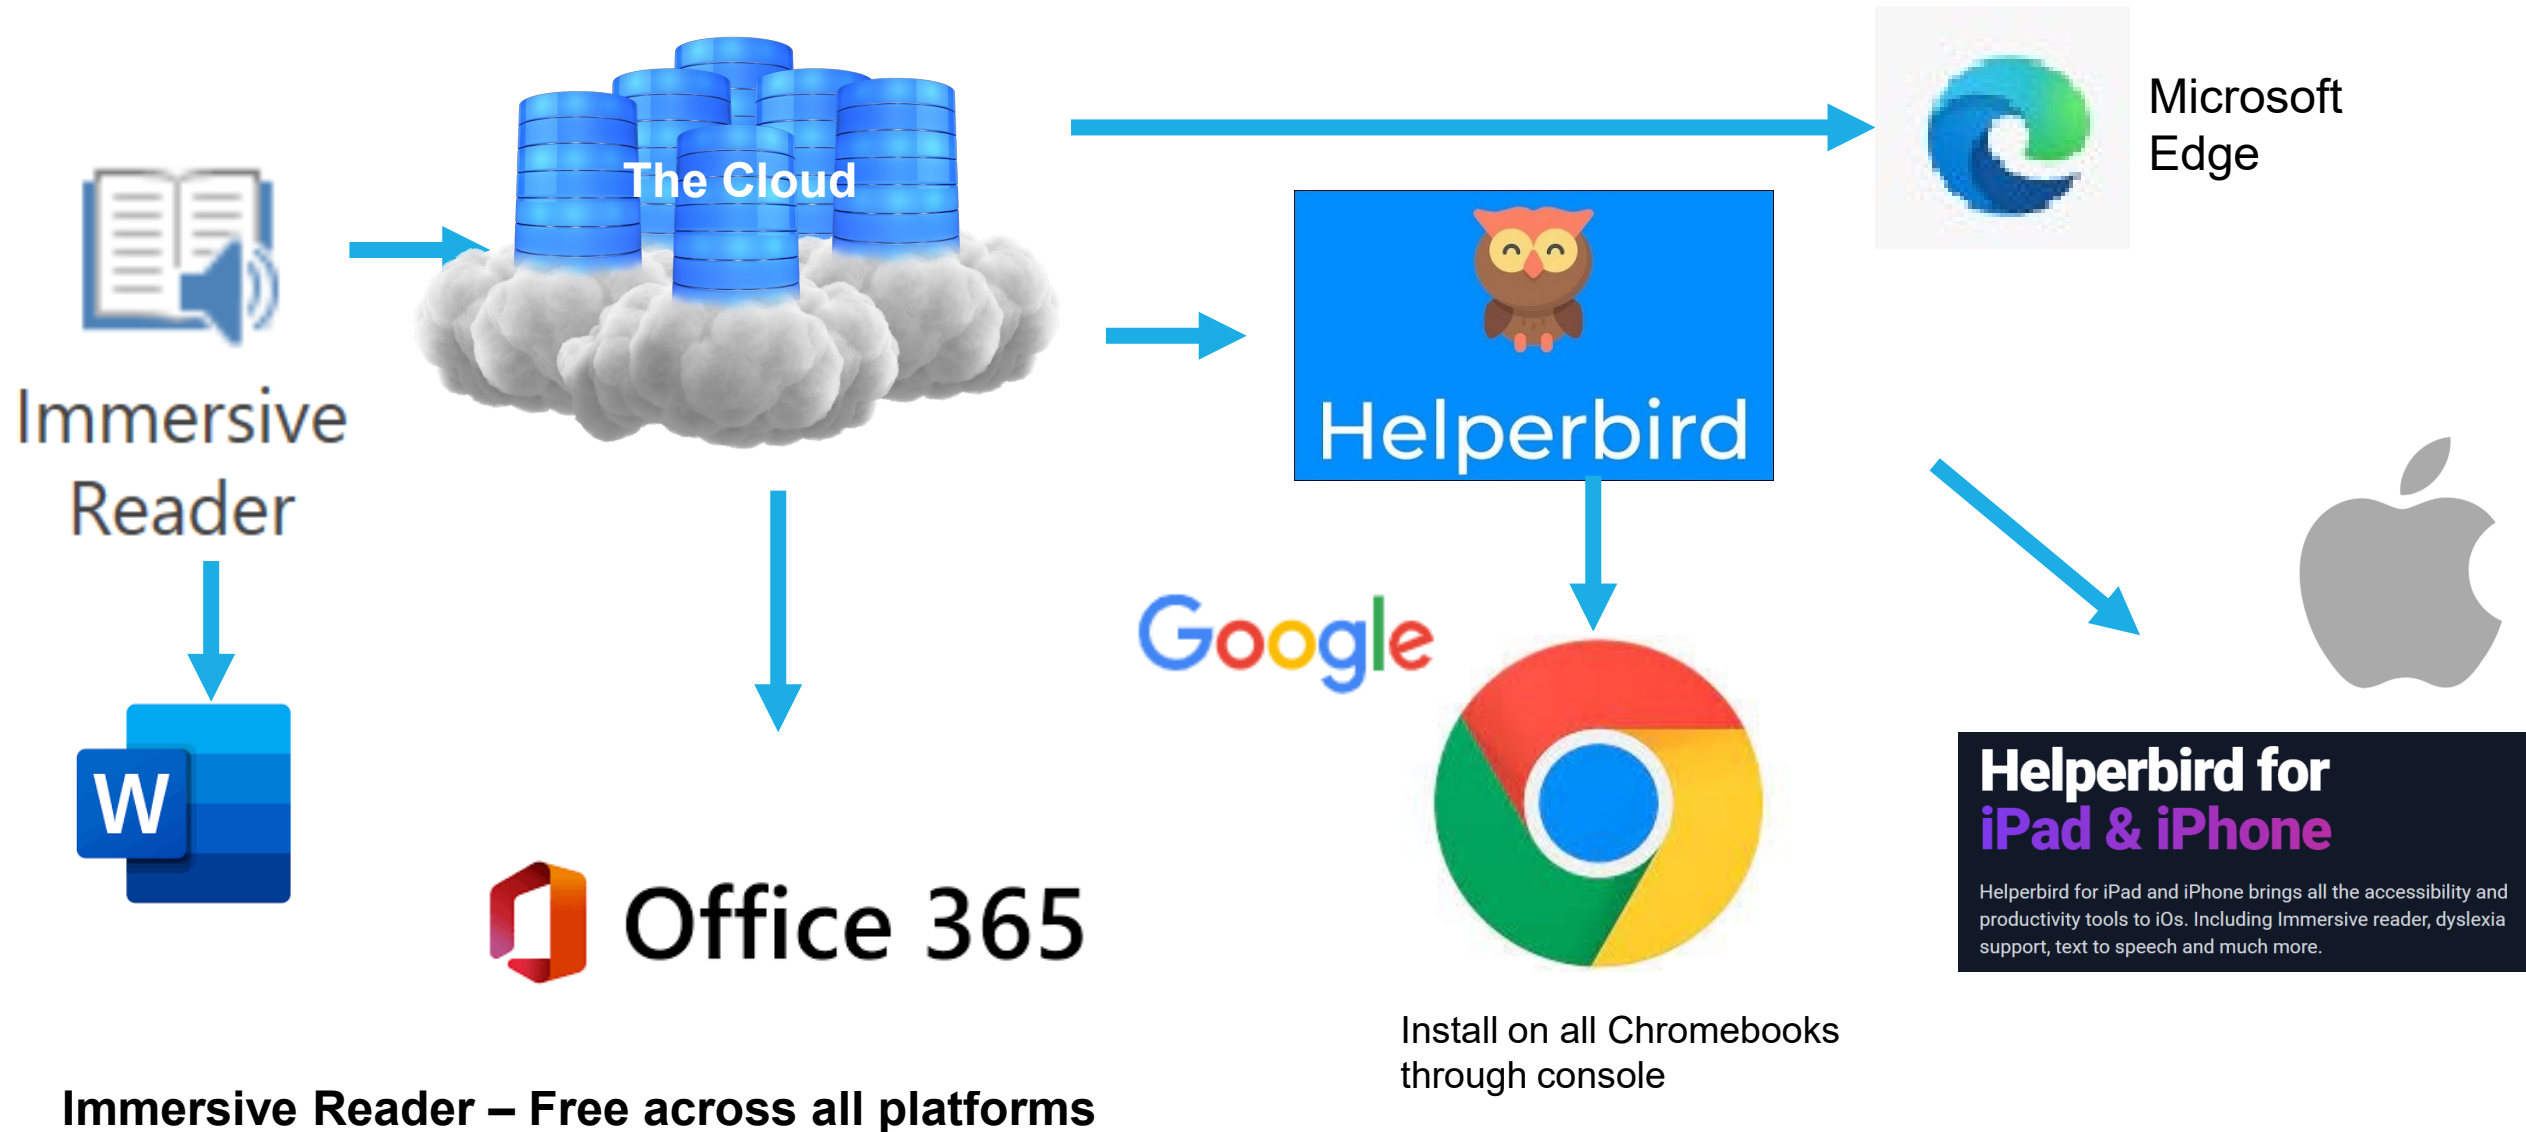 The Cloud
Microsoft
Edge
Immersive
Reader
Helperbird
Google
W
Office 365
Helperbird for
iPad & iPhone
Helperbird for iPad and iPhone brings all the accessibility and
productivity tools to iOs. Including Immersive reader, dyslexia
support, text to speech and much more.
Install on all Chromebooks
through console
Immersive Reader – Free across all platforms